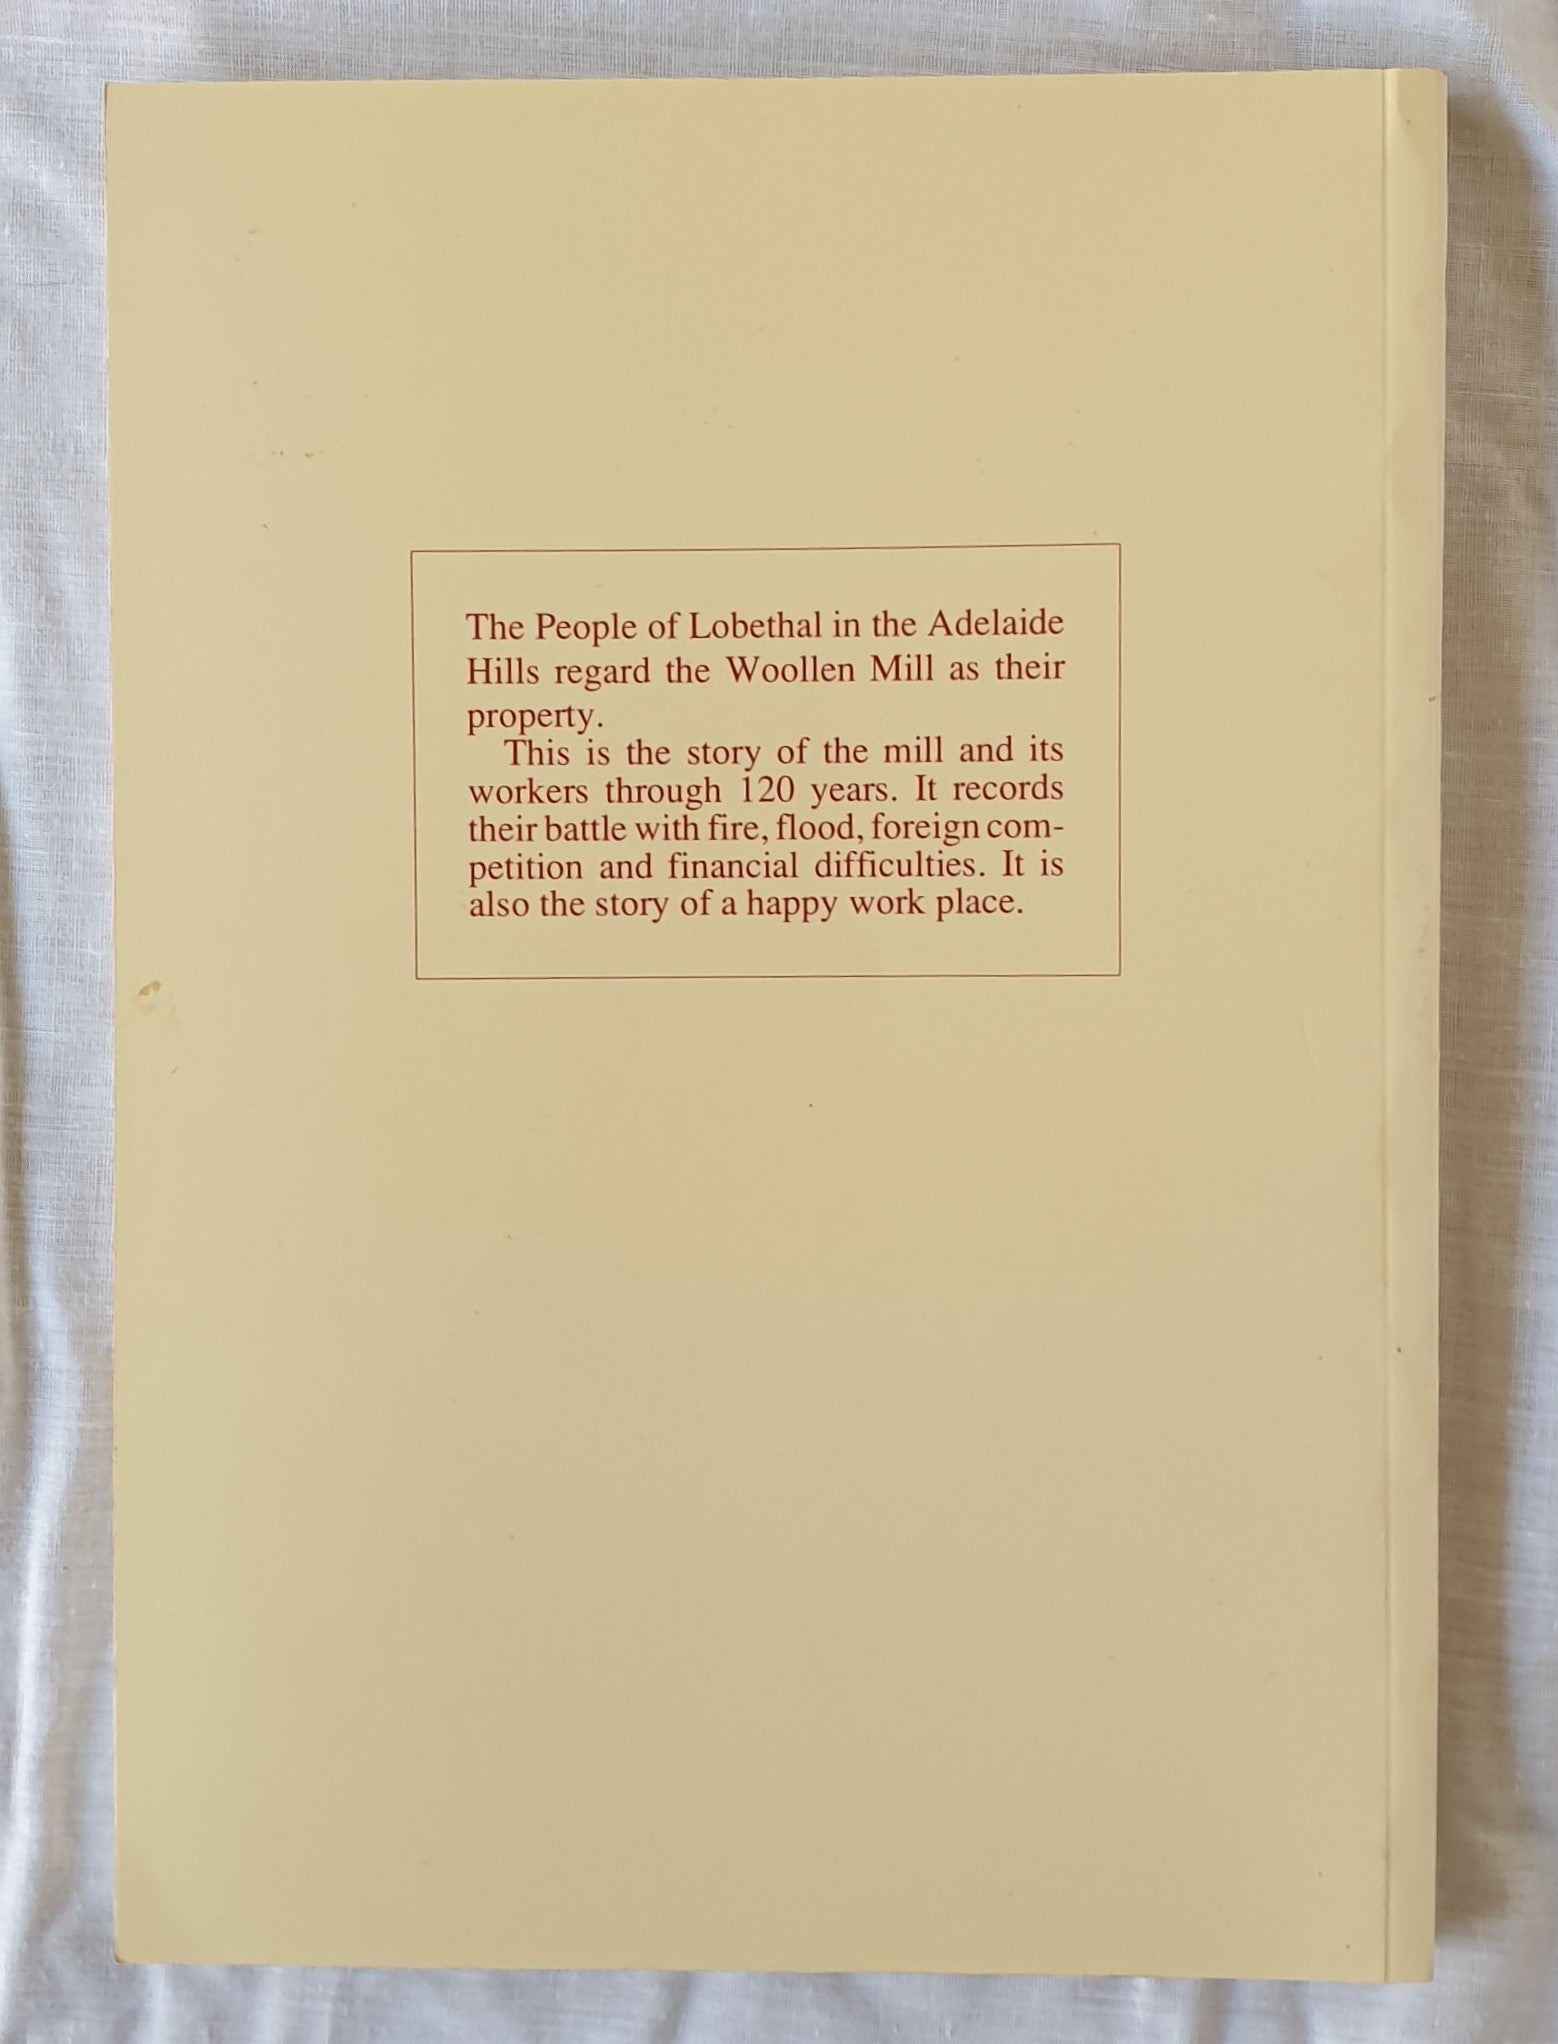 The People of Lobethal in the Adelaide
Hills regard the Woollen Mill as their
property.
This is the story of the mill and its
workers through 120 years. It records
their battle with fire, flood, foreign com-
petition and financial difficulties. It is
also the story of a happy work place.